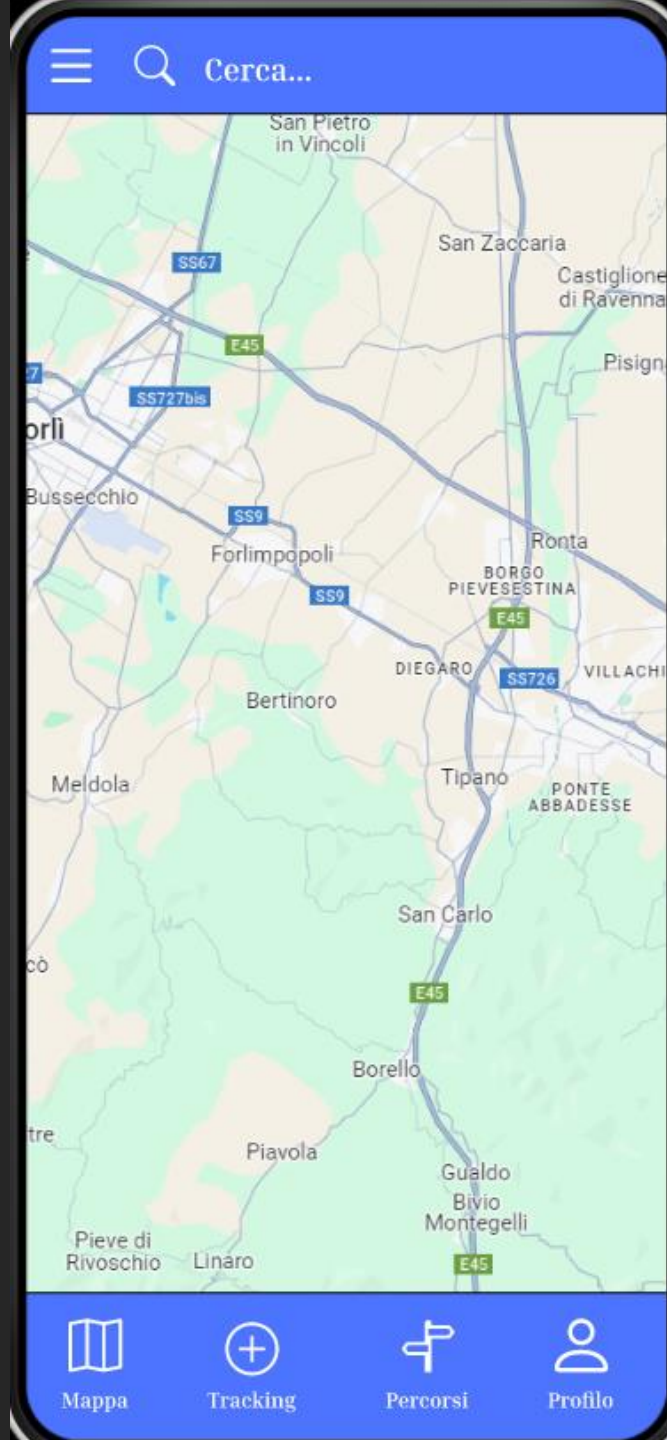 Cerca...
San Pietro
in Vincoli
San Zaccaria
SS67
Castiglione
di Ravenna
E45
Pisign
27
SS727bis
orlì
Bussecchio
SS9
Forlimpopoli
Ronta
BORGO
PIEVESESTINA
SS9
E45
DIEGARO
SS726
VILLACHI
Bertinoro
Tipano
Meldola
PONTE
ABBADESSE
San Carlo
cò
E45
Borello
tre
Piavola
Gualdo
Bivio
Montegelli
Pieve di
Rivoschio
Linaro
E45
Mappa
Tracking
Percorsi
Profilo